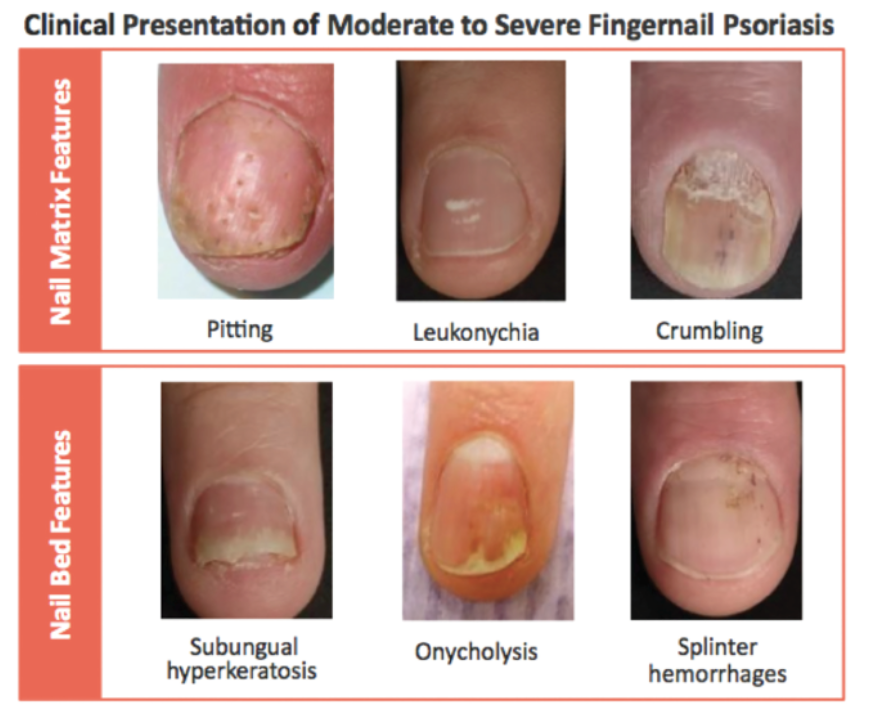 Clinical Presentation of Moderate to Severe Fingernail Psoriasis
Nail Matrix Features
Pitting
Leukonychia
Crumbling
Nail Bed Features
Subungual
hyperkeratosis
Onycholysis
Splinter
hemorrhages